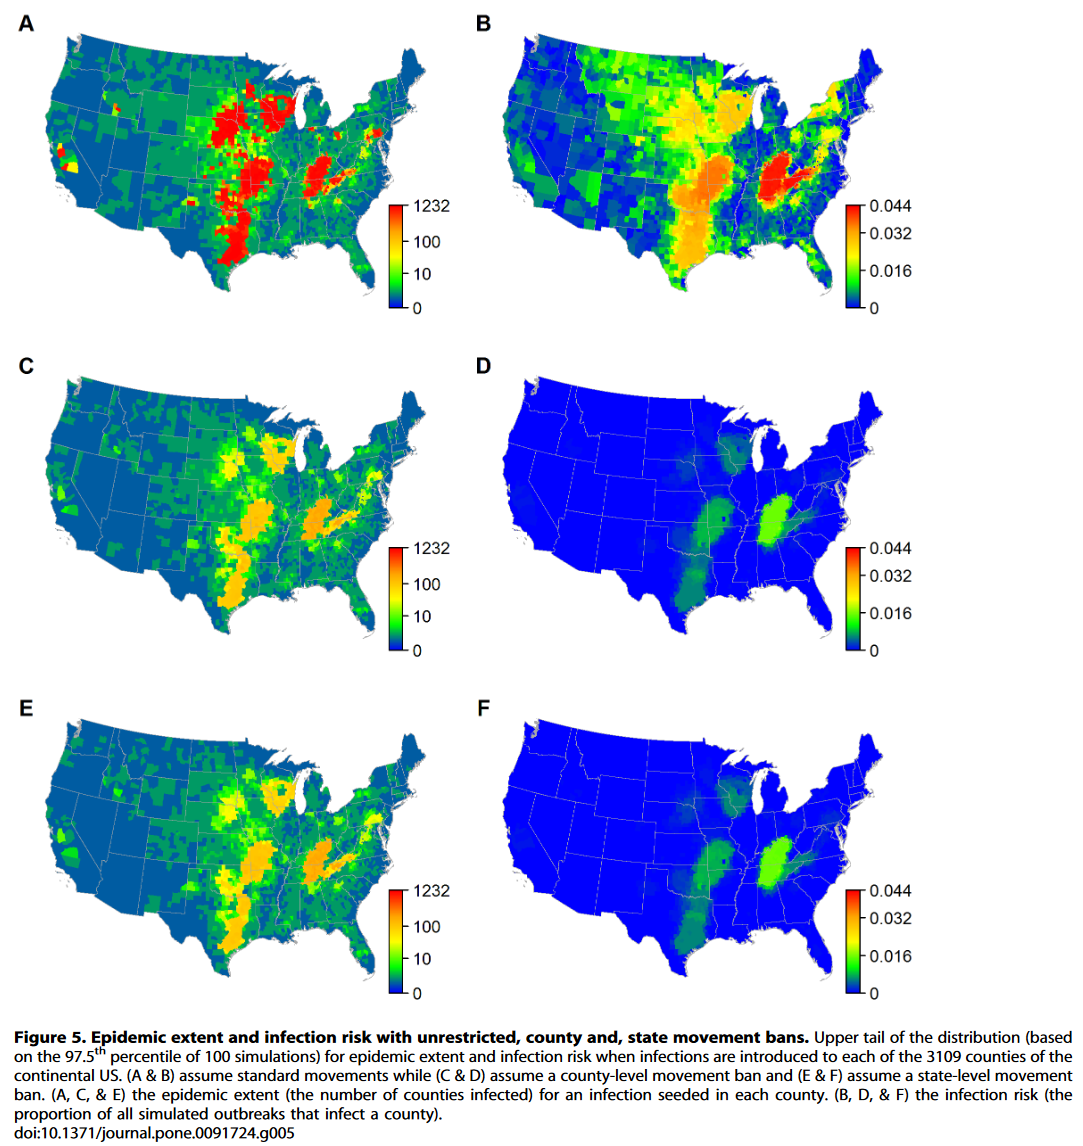 A
B
1232
100
10
0
0.044
0.032
0.016
0
C
D
1232
100
10
0
0.044
0.032
0.016
0
E
F
1232
100
10
0
0.044
0.032
0.016
0
Figure 5. Epidemic extent and infection risk with unrestricted, county and, state movement bans. Upper tail of the distribution (based
on the 97.5th percentile of 100 simulations) for epidemic extent and infection risk when infections are introduced to each of the 3109 counties of the
continental US. (A & B) assume standard movements while (C & D) assume a county-level movement ban and (E & F) assume a state-level movement
ban. (A, C, & E) the epidemic extent (the number of counties infected) for an infection seeded in each county. (B, D, & F) the infection risk (the
proportion of all simulated outbreaks that infect a county).
doi:10.1371/journal.pone.0091724.g005